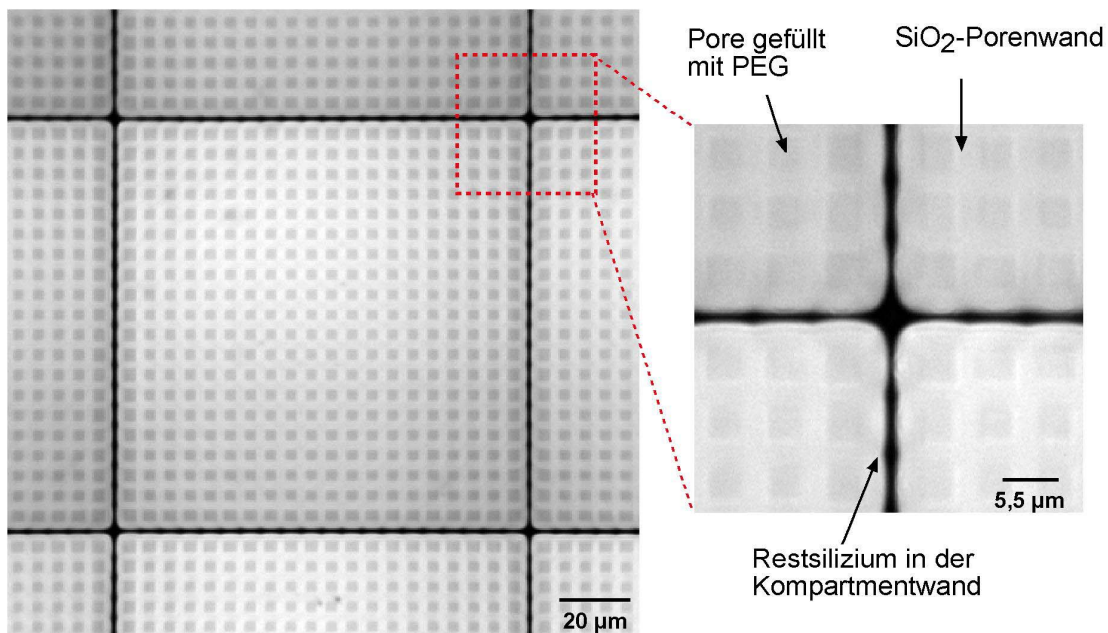 Pore gefüllt
mit PEG
SiO2-Porenwand
5,5 µm
Restsilizium in der
Kompartmentwand
20 µm